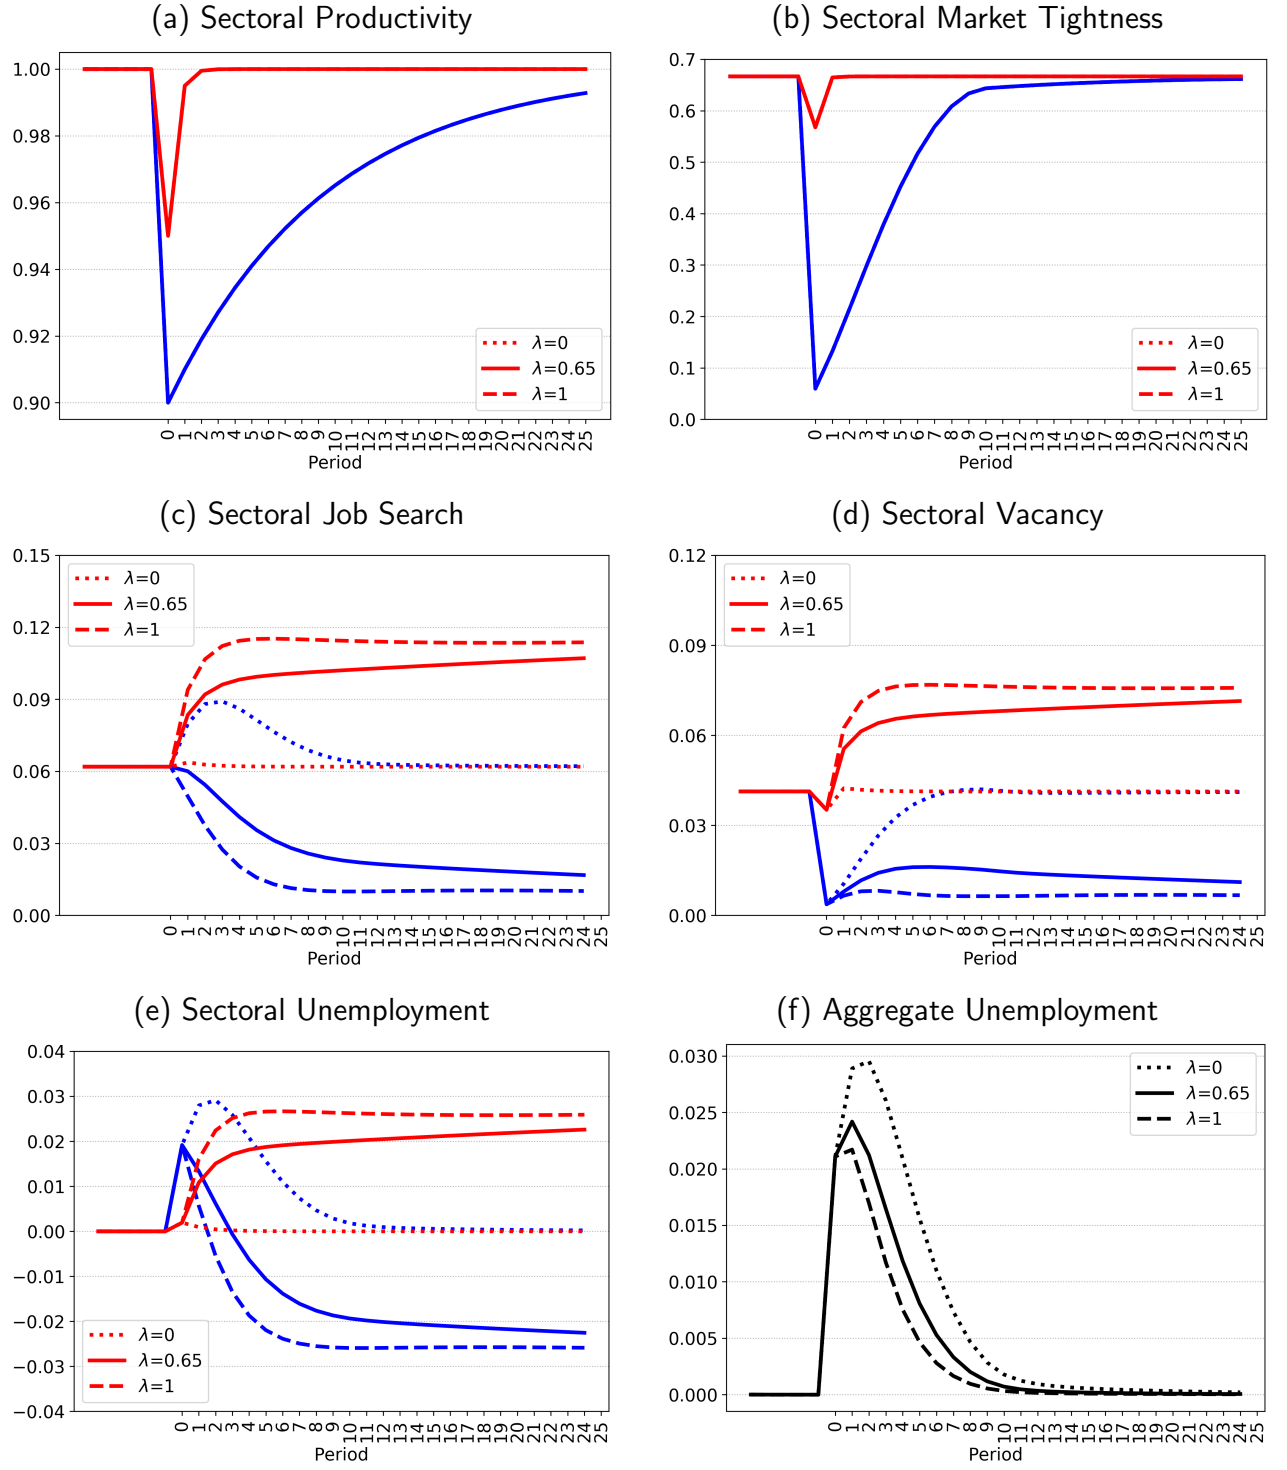 (a) Sectoral Productivity
1.00
0.98
0.96
0.94
0.92
0.90
λ=0
λ=0.65
λ=1
0 1 2 3 4 5 6 7 8 9 10 11 12 13 14 15 16 17 18 19 20 21 22 23 24 25
Period
(b) Sectoral Market Tightness
0.7
0.6
0.5
0.4
0.3
0.2
0.1
0.0
λ=0
λ=0.65
λ=1
0 1 2 3 4 5 6 7 8 9 10 11 12 13 14 15 16 17 18 19 20 21 22 23 24 25
Period
(c) Sectoral Job Search
0.15
0.12
0.09
0.06
0.03
0.00
λ=0
λ=0.65
λ=1
0 1 2 3 4 5 6 7 8 9 10 11 12 13 14 15 16 17 18 19 20 21 22 23 24 25
Period
(d) Sectoral Vacancy
0.12
0.09
0.06
0.03
0.00
λ=0
λ=0.65
λ=1
0 1 2 3 4 5 6 7 8 9 10 11 12 13 14 15 16 17 18 19 20 21 22 23 24 25
Period
(e) Sectoral Unemployment
0.04
0.03
0.02
0.01
0.00
−0.01
−0.02
−0.03
−0.04
λ=0
λ=0.65
λ=1
0 1 2 3 4 5 6 7 8 9 10 11 12 13 14 15 16 17 18 19 20 21 22 23 24 25
Period
(f) Aggregate Unemployment
0.030
0.025
0.020
0.015
0.010
0.005
0.000
λ=0
λ=0.65
λ=1
0 1 2 3 4 5 6 7 8 9 10 11 12 13 14 15 16 17 18 19 20 21 22 23 24 25
Period